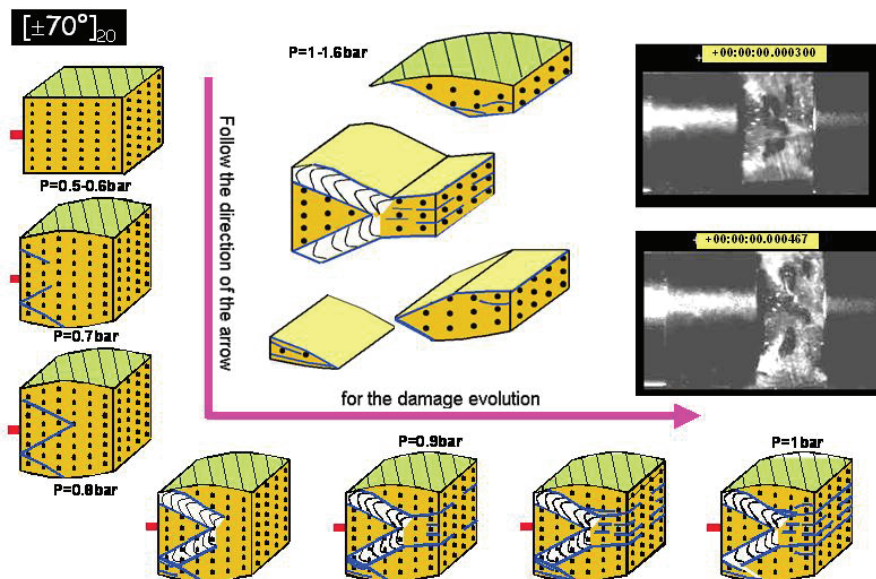 [±70°]20
P=1-1.6bar
+00:00:00.000300
P=0.5-0.6bar
Follow the direction of the arrow
+00:00:00.000467
P=0.7bar
for the damage evolution
P=0.8bar
P=0.9bar
P=1bar